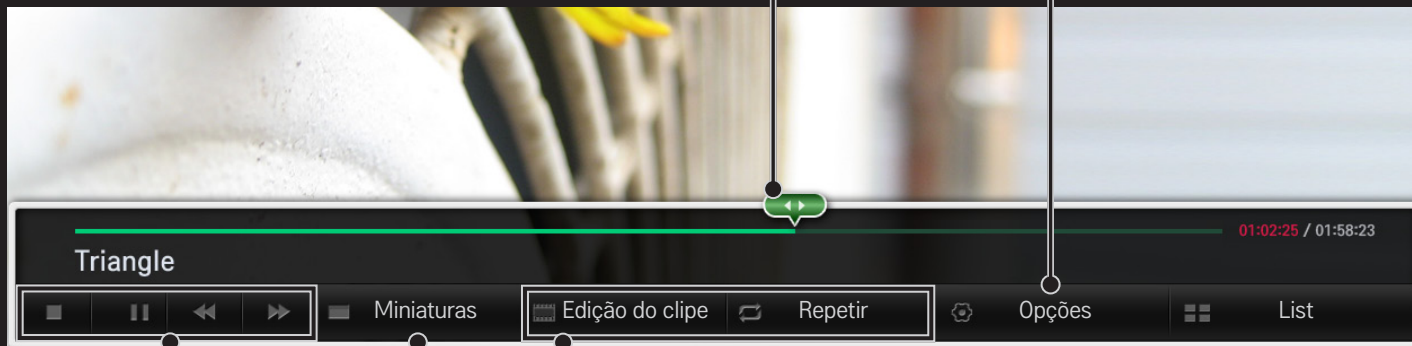 01:02:25 / 01:58:23
Triangle
Miniaturas Edição do clipe Repetir Opções List